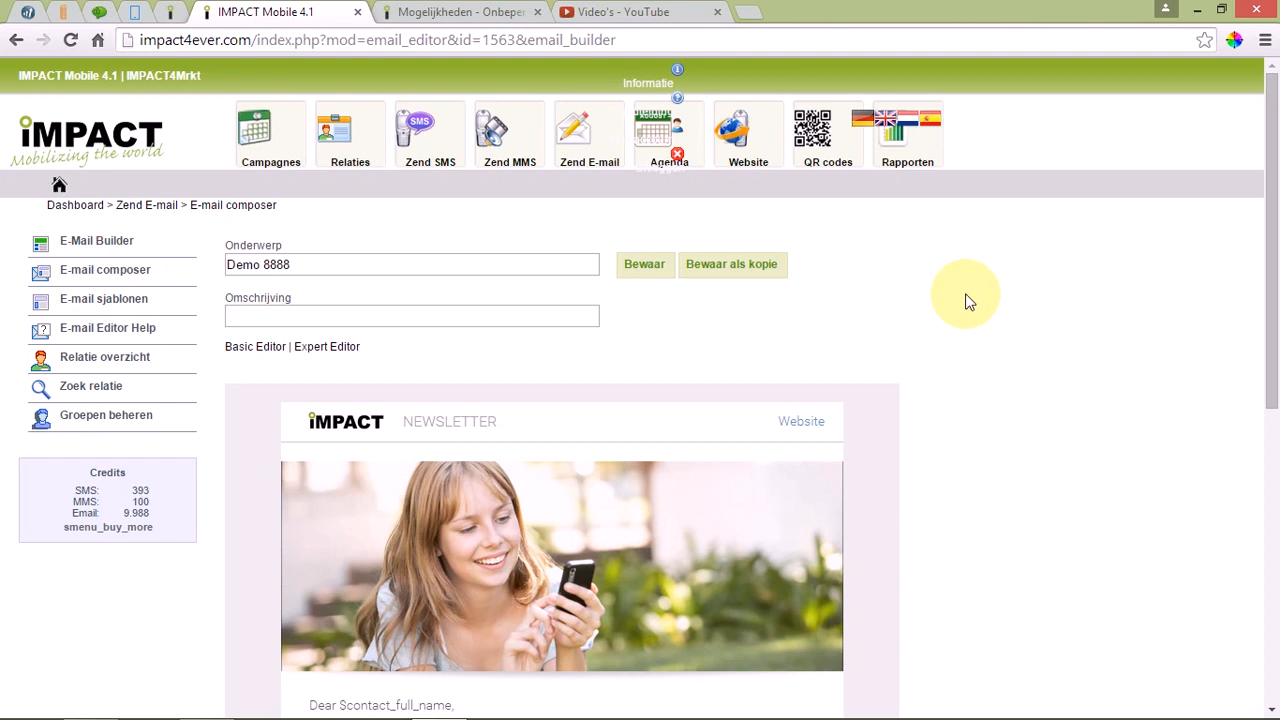 IMPACT Mobile 4.1
Mogelijkheden - Onbeper
Video's - YouTube
impact4ever.com/index.php?mod=email_editor&id=1563&email_builder
IMPACT Mobile 4.1 | IMPACT4Mrkt
Informatie
iMPACT
Mobilizing the world
Campagnes
Relaties
SMS
Zend SMS
Zend MMS
Zend E-mail
Agenda
Website
QR codes
Rapporten
Dashboard > Zend E-mail > E-mail composer
E-Mail Builder
E-mail composer
E-mail sjablonen
E-mail Editor Help
Relatie overzicht
Zoek relatie
Groepen beheren
Credits
SMS: 393
MMS: 100
Email: 9.988
smenu_buy_more
Onderwerp
Demo 8888
Bewaar
Bewaar als kopie
Omschrijving
Basic Editor | Expert Editor
iMPACT NEWSLETTER
Website
Dear $contact_full_name,